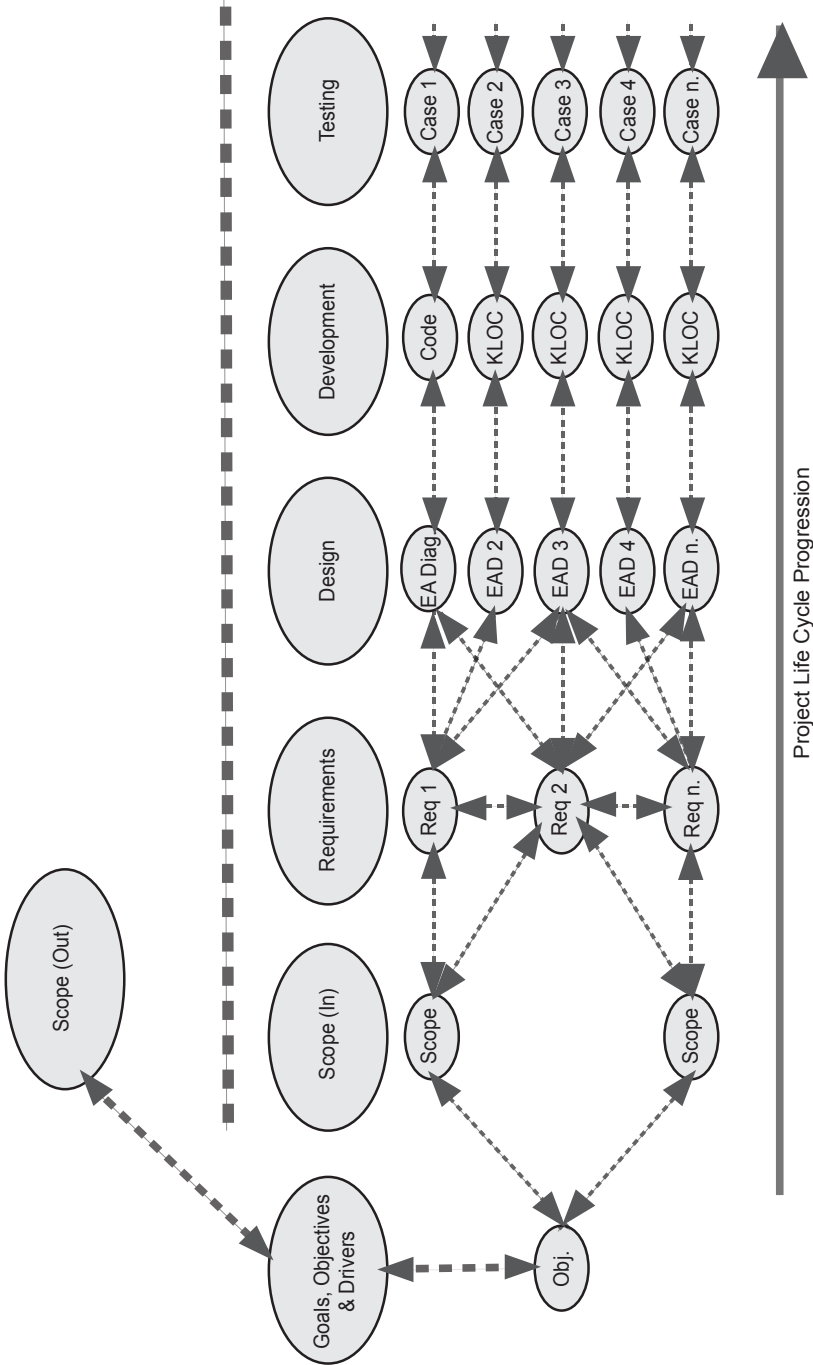 Scope (Out)
Goals, Objectives
& Drivers
Scope (In)
Requirements
Design
Development
Testing
Scope
Req 1
EA Diag.
Code
Case 1
EAD 2
KLOC
Case 2
Obj.
Req 2
EAD 3
KLOC
Case 3
EAD 4
KLOC
Case 4
Scope
Req n.
EAD n.
KLOC
Case n.
Project Life Cycle Progression